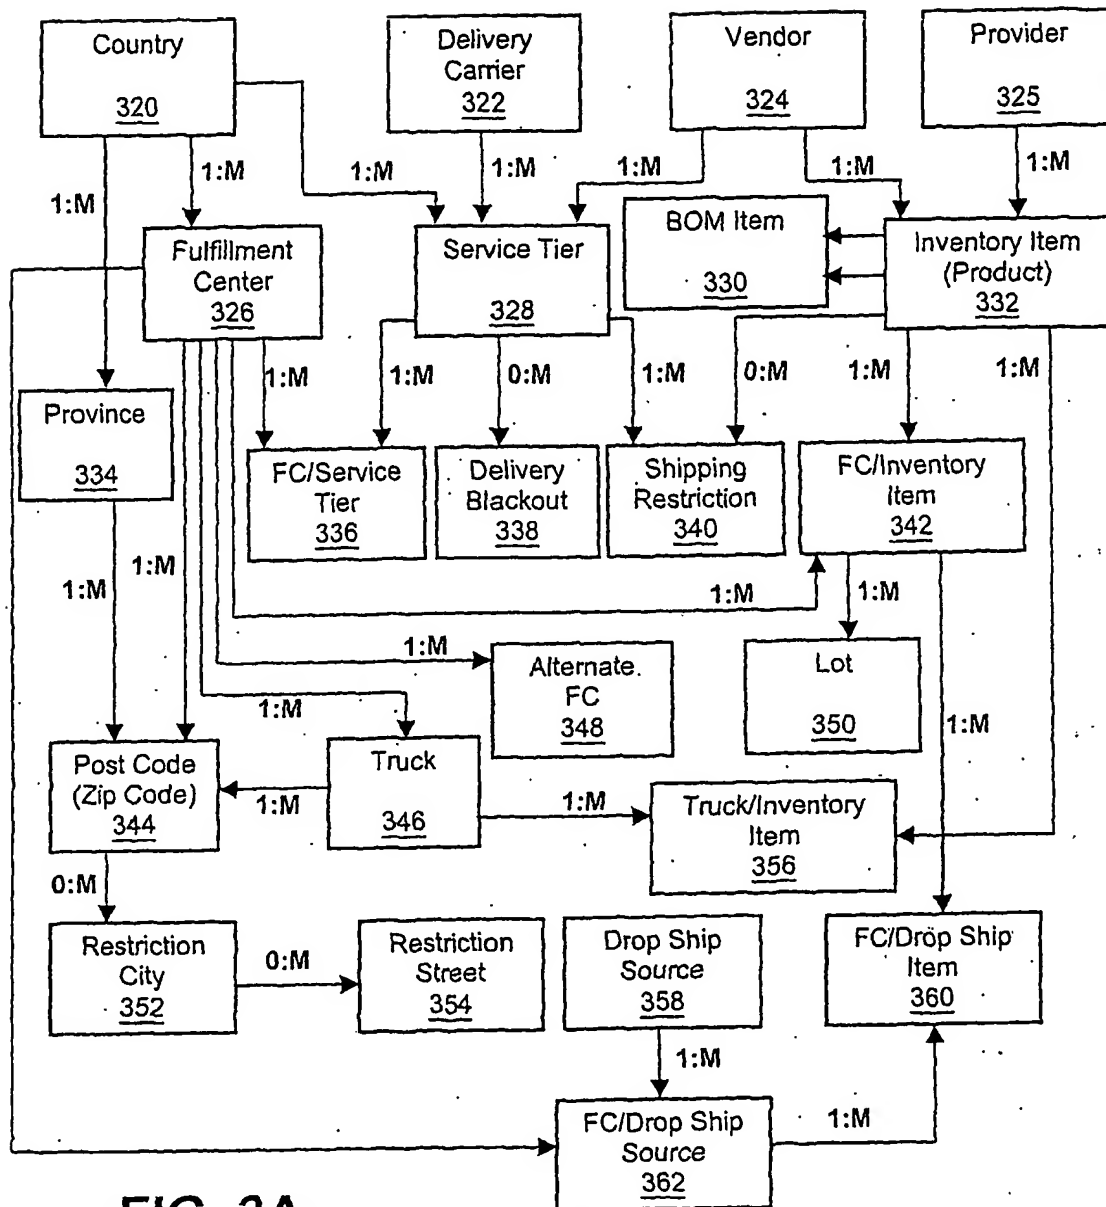 Country
320
Delivery
Carrier
322
Vendor
324
Provider
325
1:M
1:M
1:M
1:M
1:M
1:M
1:M
Fulfillment
Center
326
Service Tier
328
BOM Item
330
Inventory Item
(Product)
332
1:M
1:M
0:M
1:M
0:M
1:M
1:M
Province
334
FC/Service
Tier
336
Delivery
Blackout
338
Shipping
Restriction
340
FC/Inventory
Item
342
1:M
1:M
1:M
1:M
1:M
Alternate.
FC
348
Lot
350
1:M
1:M
Post Code
(Zip Code)
344
1:M
Truck
346
1:M
Truck/Inventory
Item
356
0:M
Restriction
City
352
0:M
Restriction
Street
354
Drop Ship
Source
358
FC/Drop Ship
Item
360
1:M
FC/Drop Ship
Source
362
1:M
FIG. 3A